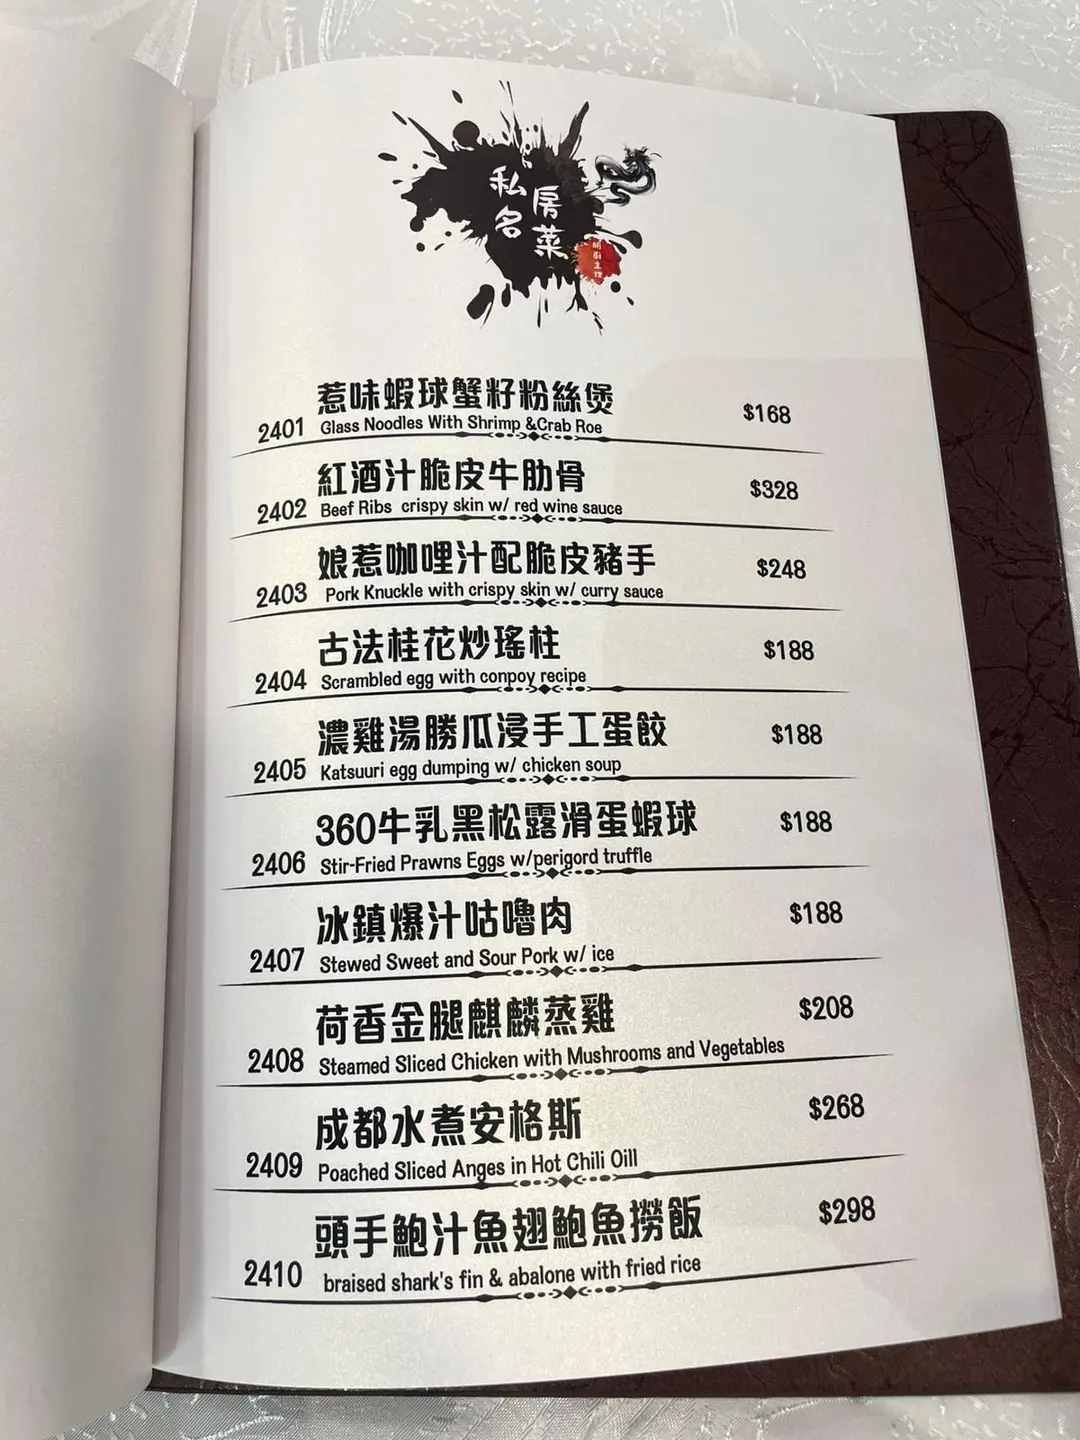 私房
名菜
胡廚主理
惹味蝦球蟹籽粉絲煲
2401 Glass Noodles With Shrimp &Crab Roe $168
紅酒汁脆皮牛肋骨
2402 Beef Ribs crispy skin w/ red wine sauce $328
娘惹咖哩汁配脆皮豬手
2403 Pork Knuckle with crispy skin w/ curry sauce $248
古法桂花炒瑤柱
2404 Scrambled egg with conpoy recipe $188
濃雞湯勝瓜浸手工蛋餃
2405 Katsuuri egg dumping w/ chicken soup $188
360牛乳黑松露滑蛋蝦球
2406 Stir-Fried Prawns Eggs w/perigord truffle $188
冰鎮爆汁咕嚕肉
2407 Stewed Sweet and Sour Pork w/ ice $188
荷香金腿麒麟蒸雞
2408 Steamed Sliced Chicken with Mushrooms and Vegetables $208
成都水煮安格斯
2409 Poached Sliced Anges in Hot Chili Oill $268
頭手鮑汁魚翅鮑魚撈飯
2410 braised shark's fin & abalone with fried rice $298